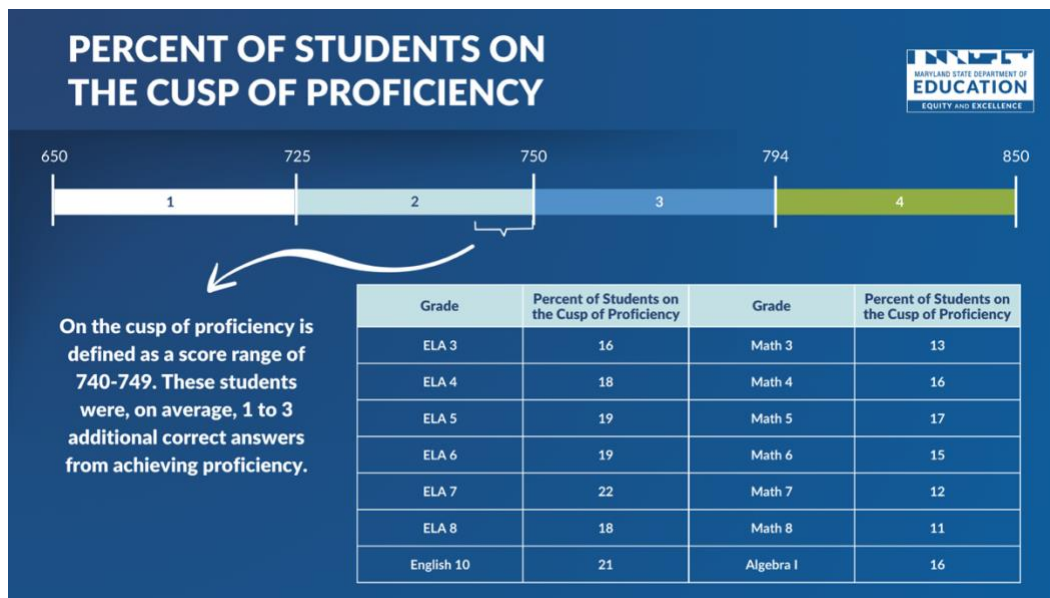 PERCENT OF STUDENTS ON
THE CUSP OF PROFICIENCY
MARYLAND STATE DEPARTMENT OF
EDUCATION
EQUITY AND EXCELLENCE
650 725 750 794 850
1 2 3 4
On the cusp of proficiency is
defined as a score range of
740-749. These students
were, on average, 1 to 3
additional correct answers
from achieving proficiency.
Grade Percent of Students on the Cusp of Proficiency Grade Percent of Students on the Cusp of Proficiency
ELA 3 16 Math 3 13
ELA 4 18 Math 4 16
ELA 5 19 Math 5 17
ELA 6 19 Math 6 15
ELA 7 22 Math 7 12
ELA 8 18 Math 8 11
English 10 21 Algebra I 16